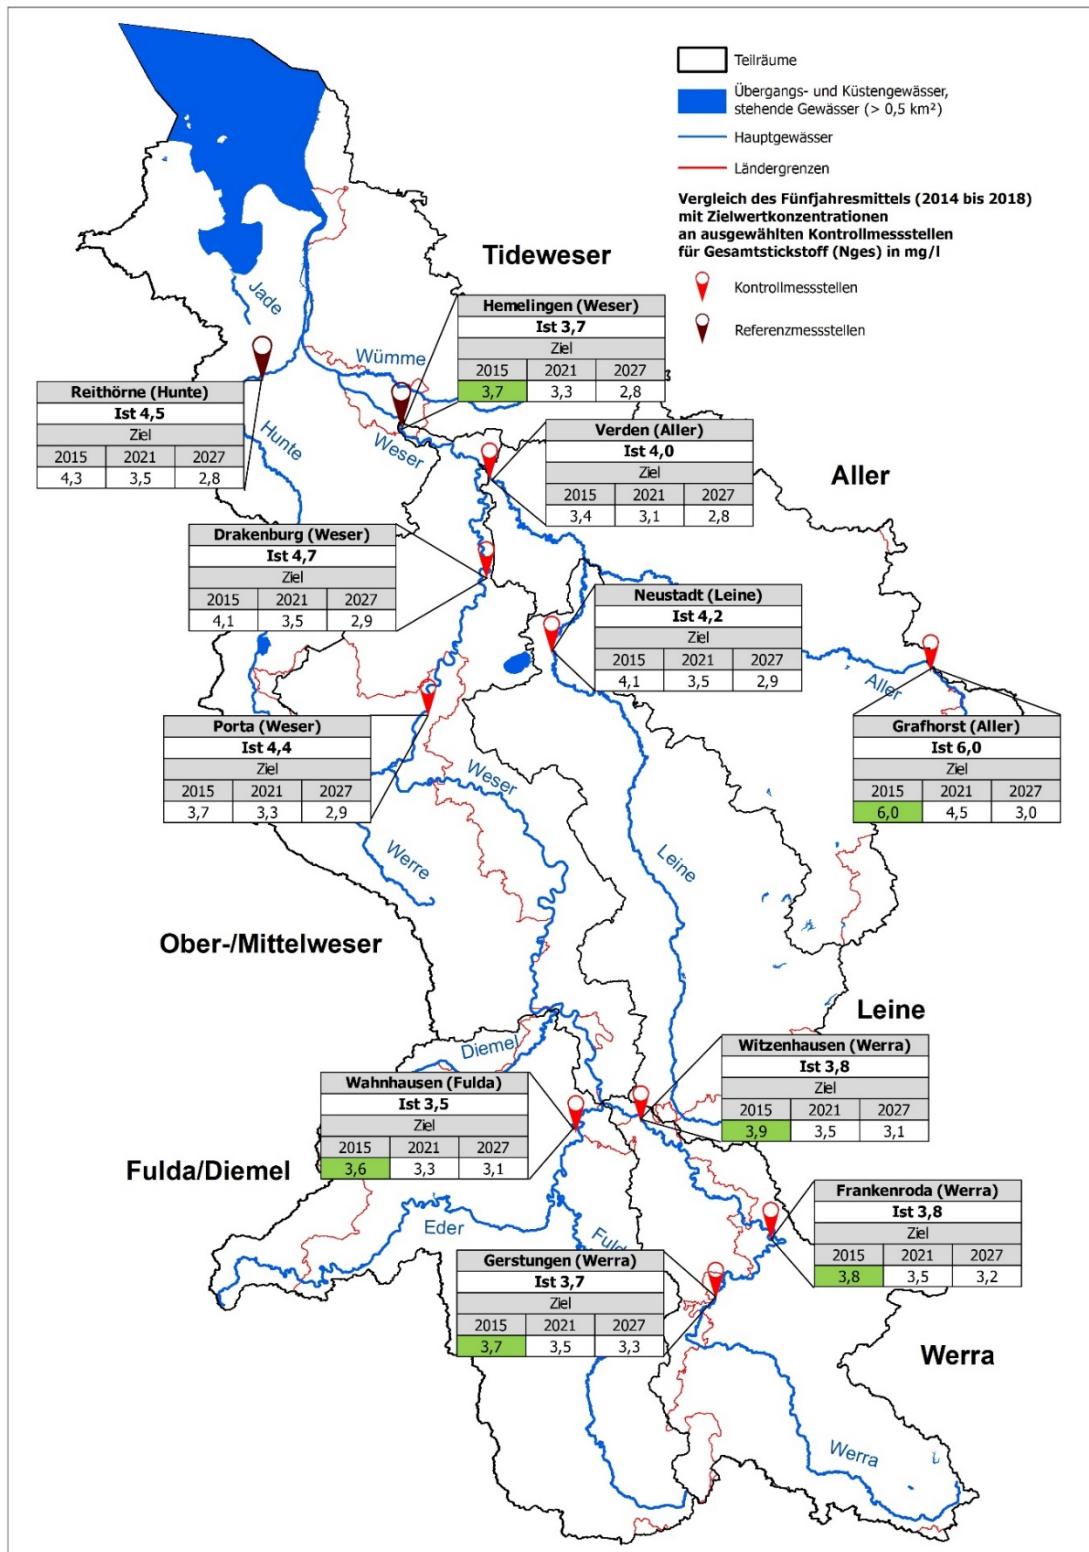 Teilräume
Übergangs- und Küstengewässer,
stehende Gewässer (> 0,5 km²)
Hauptgewässer
Ländergrenzen
Vergleich des Fünfjahresmittels (2014 bis 2018)
mit Zielwertkonzentrationen
an ausgewählten Kontrollmessstellen
für Gesamtstickstoff (Nges) in mg/l
Kontrollmessstellen
Referenzmessstellen
Tideweser
Jade
Hemelingen (Weser)
Ist 3,7
Ziel
2015 2021 2027
3,7 3,3 2,8
Wümme
Reithörne (Hunte)
Ist 4,5
Ziel
2015 2021 2027
4,3 3,5 2,8
Hunte
Weser
Verden (Aller)
Ist 4,0
Ziel
2015 2021 2027
3,4 3,1 2,8
Aller
Drakenburg (Weser)
Ist 4,7
Ziel
2015 2021 2027
4,1 3,5 2,9
Neustadt (Leine)
Ist 4,2
Ziel
2015 2021 2027
4,1 3,5 2,9
Aller
Porta (Weser)
Ist 4,4
Ziel
2015 2021 2027
3,7 3,3 2,9
Grafhorst (Aller)
Ist 6,0
Ziel
2015 2021 2027
6,0 4,5 3,0
Weser
Werre
Leine
Ober-/Mittelweser
Leine
Diemel
Witzenhausen (Werra)
Ist 3,8
Ziel
2015 2021 2027
3,9 3,5 3,1
Wahnhausen (Fulda)
Ist 3,5
Ziel
2015 2021 2027
3,6 3,3 3,1
Fulda/Diemel
Eder
Fuld
Frankenroda (Werra)
Ist 3,8
Ziel
2015 2021 2027
3,8 3,5 3,2
Gerstungen (Werra)
Ist 3,7
Ziel
2015 2021 2027
3,7 3,5 3,3
Werra
Werra